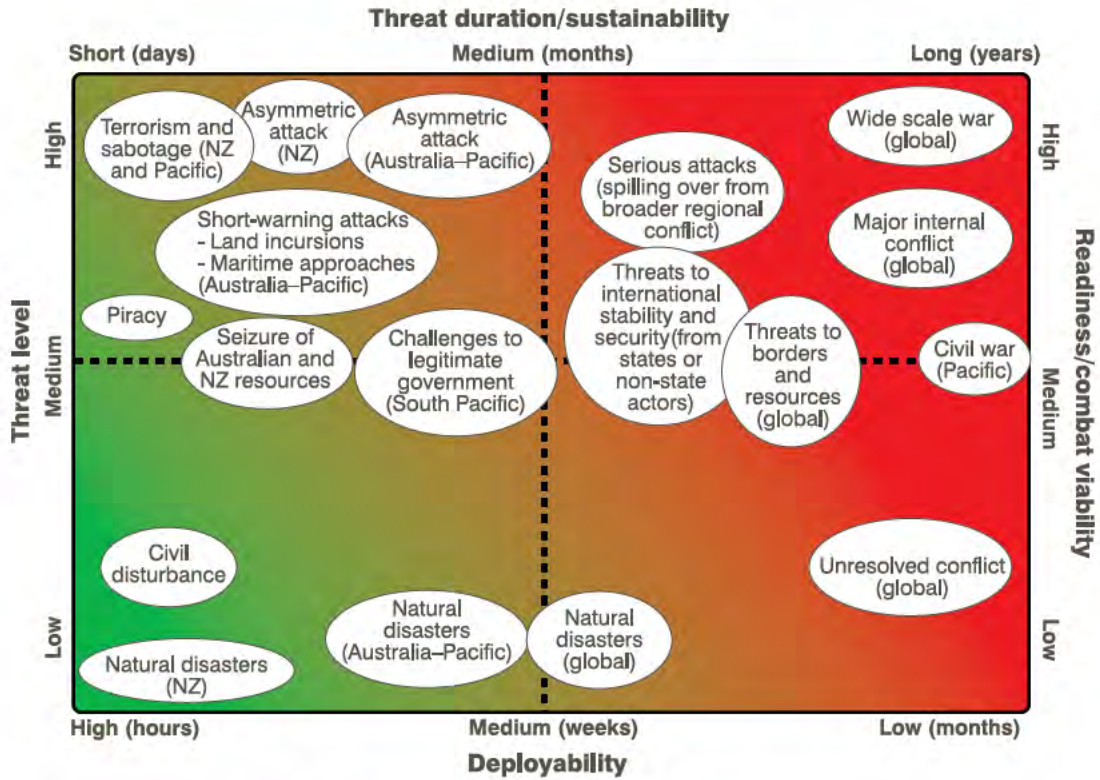 Threat duration/sustainability
Short (days)
Medium (months)
Long (years)
Threat level
High
Medium
Low
Terrorism and
sabotage (NZ
and Pacific)
Asymmetric
attack
(NZ)
Asymmetric
attack
(Australia–Pacific)
Serious attacks
(spilling over from
broader regional
conflict)
Wide scale war
(global)
Short-warning attacks
- Land incursions
- Maritime approaches
(Australia–Pacific)
Major internal
conflict
(global)
Piracy
Seizure of
Australian and
NZ resources
Challenges to
legitimate
government
(South Pacific)
Threats to
international
stability and
security(from
states or
non-state
actors)
Threats to
borders
and
resources
(global)
Civil war
(Pacific)
Civil
disturbance
Unresolved conflict
(global)
Natural disasters
(NZ)
Natural
disasters
(Australia–Pacific)
Natural
disasters
(global)
High
Medium
Low
Readiness/combat viability
High (hours)
Medium (weeks)
Low (months)
Deployability